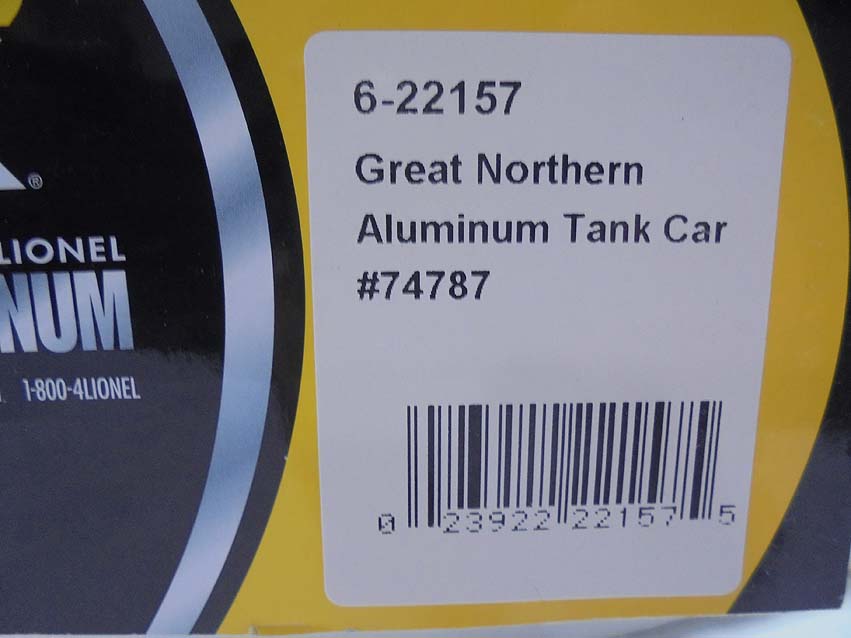 6-22157
Great Northern
Aluminum Tank Car
#74787
0 23922 22157 5
®
LIONEL
NUM
1-800-4LIONEL